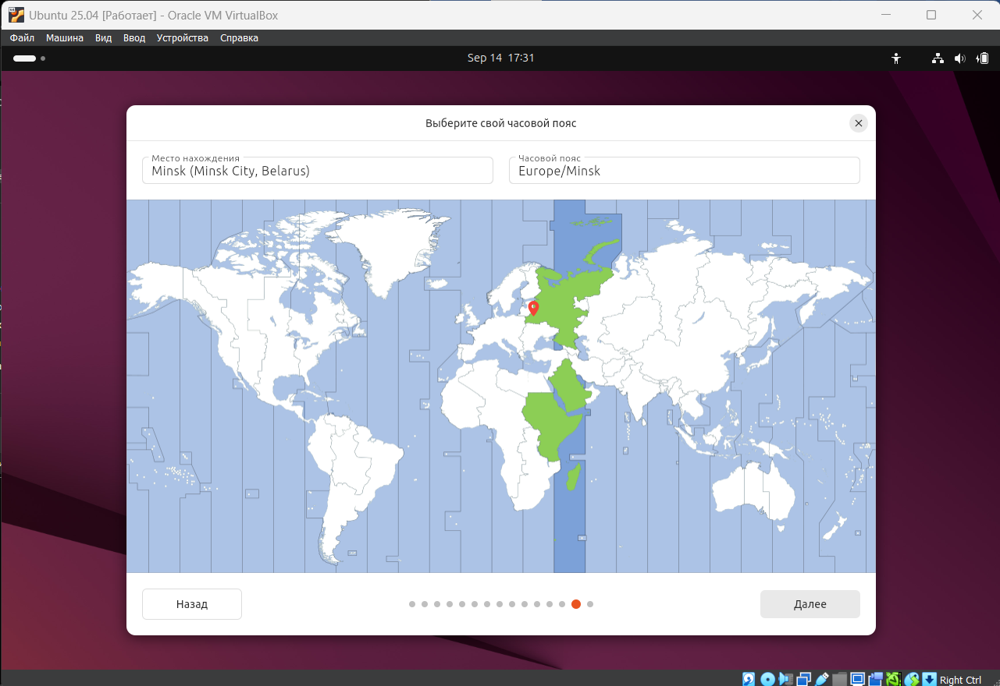 Ubuntu 25.04 [Работает] - Oracle VM VirtualBox
Файл Машина Вид Ввод Устройства Справка
Sep 14 17:31
Выберите свой часовой пояс
Место нахождения
Minsk (Minsk City, Belarus)
Часовой пояс
Europe/Minsk
Назад
Далее
Right Ctrl